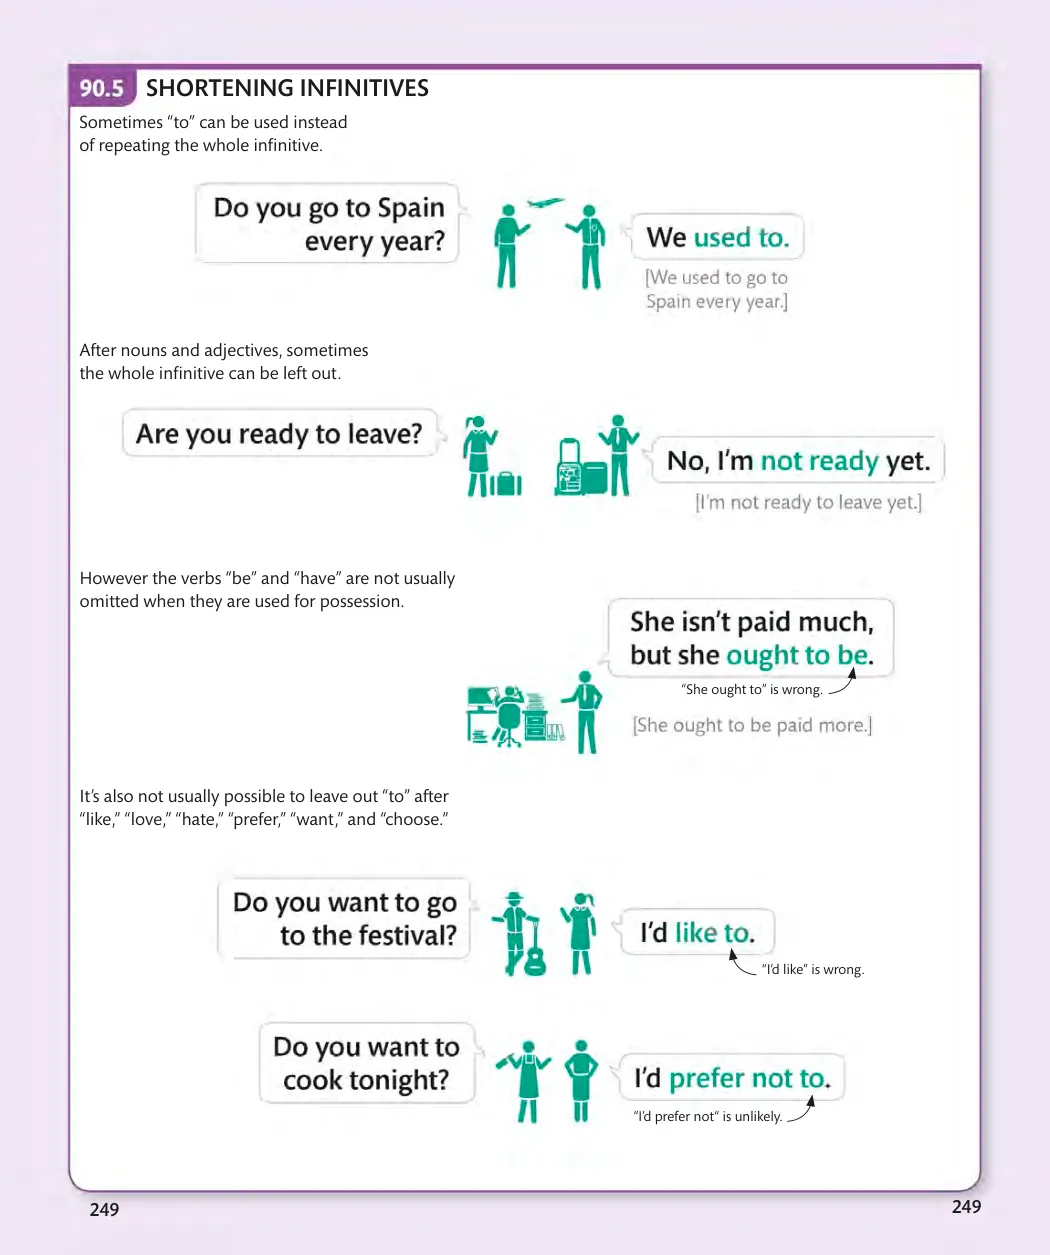 90.5 SHORTENING INFINITIVES
Sometimes “to” can be used instead
of repeating the whole infinitive.
Do you go to Spain
every year?
We used to.
[We used to go to
Spain every year.]
After nouns and adjectives, sometimes
the whole infinitive can be left out.
Are you ready to leave?
No, I’m not ready yet.
[I’m not ready to leave yet.]
However the verbs “be” and “have” are not usually
omitted when they are used for possession.
She isn’t paid much,
but she ought to be.
“She ought to” is wrong.
[She ought to be paid more.]
It’s also not usually possible to leave out “to” after
“like,” “love,” “hate,” “prefer,” “want,” and “choose.”
Do you want to go
to the festival?
I’d like to.
“I’d like” is wrong.
Do you want to
cook tonight?
I’d prefer not to.
“I’d prefer not“ is unlikely.
249
249